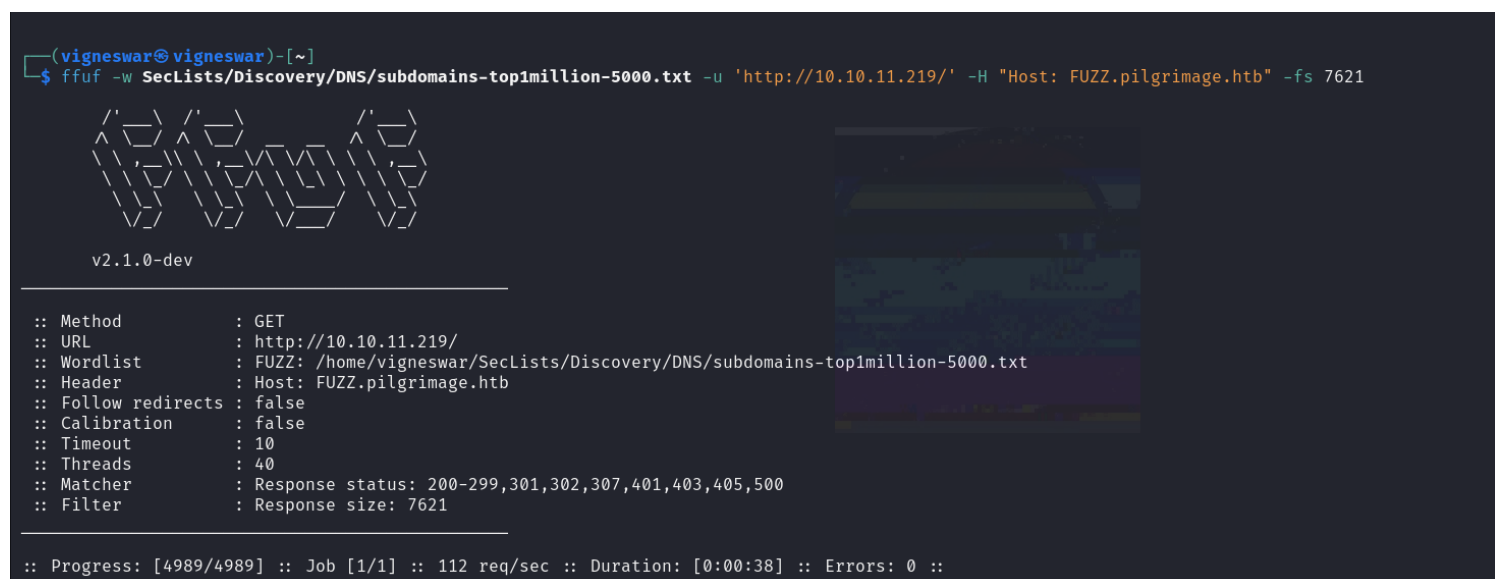 ┌──(vigneswar㉿vigneswar)-[~]
└─$ ffuf -w SecLists/Discovery/DNS/subdomains-top1million-5000.txt -u 'http://10.10.11.219/' -H "Host: FUZZ.pilgrimage.htb" -fs 7621
v2.1.0-dev
:: Method : GET
:: URL : http://10.10.11.219/
:: Wordlist : FUZZ: /home/vigneswar/SecLists/Discovery/DNS/subdomains-top1million-5000.txt
:: Header : Host: FUZZ.pilgrimage.htb
:: Follow redirects : false
:: Calibration : false
:: Timeout : 10
:: Threads : 40
:: Matcher : Response status: 200-299,301,302,307,401,403,405,500
:: Filter : Response size: 7621
:: Progress: [4989/4989] :: Job [1/1] :: 112 req/sec :: Duration: [0:00:38] :: Errors: 0 ::